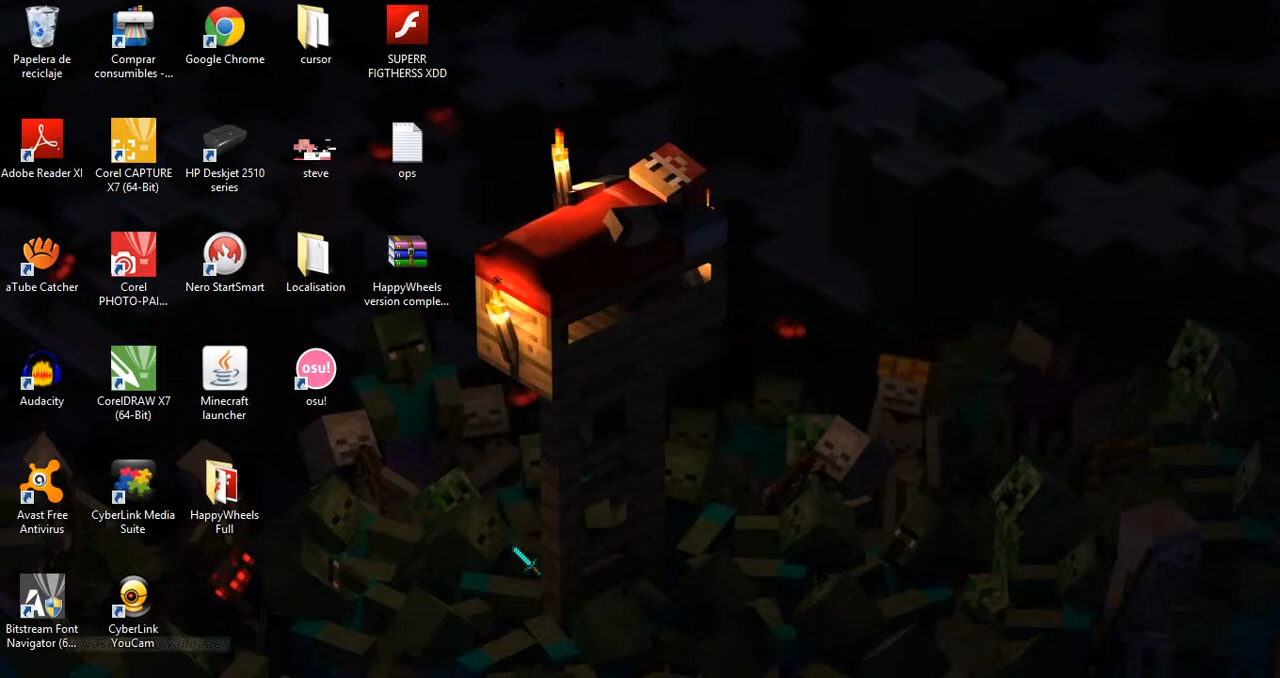 Papelera de
reciclaje
Comprar
consumibles -...
Google Chrome
cursor
SUPERR
FIGTHERSS XDD
Adobe Reader XI
Corel CAPTURE
X7 (64-Bit)
HP Deskjet 2510
series
steve
ops
aTube Catcher
Corel
PHOTO-PAI...
Nero StartSmart
Localisation
HappyWheels
version comple...
Audacity
CorelDRAW X7
(64-Bit)
Minecraft
launcher
osu!
osu!
Avast Free
Antivirus
CyberLink Media
Suite
HappyWheels
Full
Bitstream Font
Navigator (6...
CyberLink
YouCam